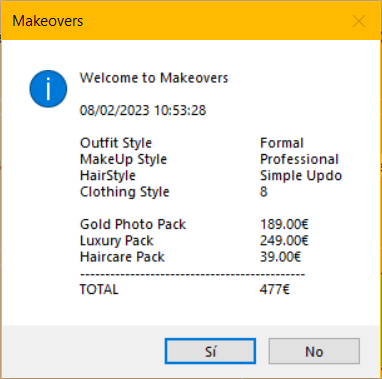 Makeovers
Welcome to Makeovers
08/02/2023 10:53:28
Outfit Style Formal
MakeUp Style Professional
HairStyle Simple Updo
Clothing Style 8
Gold Photo Pack 189.00€
Luxury Pack 249.00€
Haircare Pack 39.00€
---------------------------------------------
TOTAL 477€
Sí No